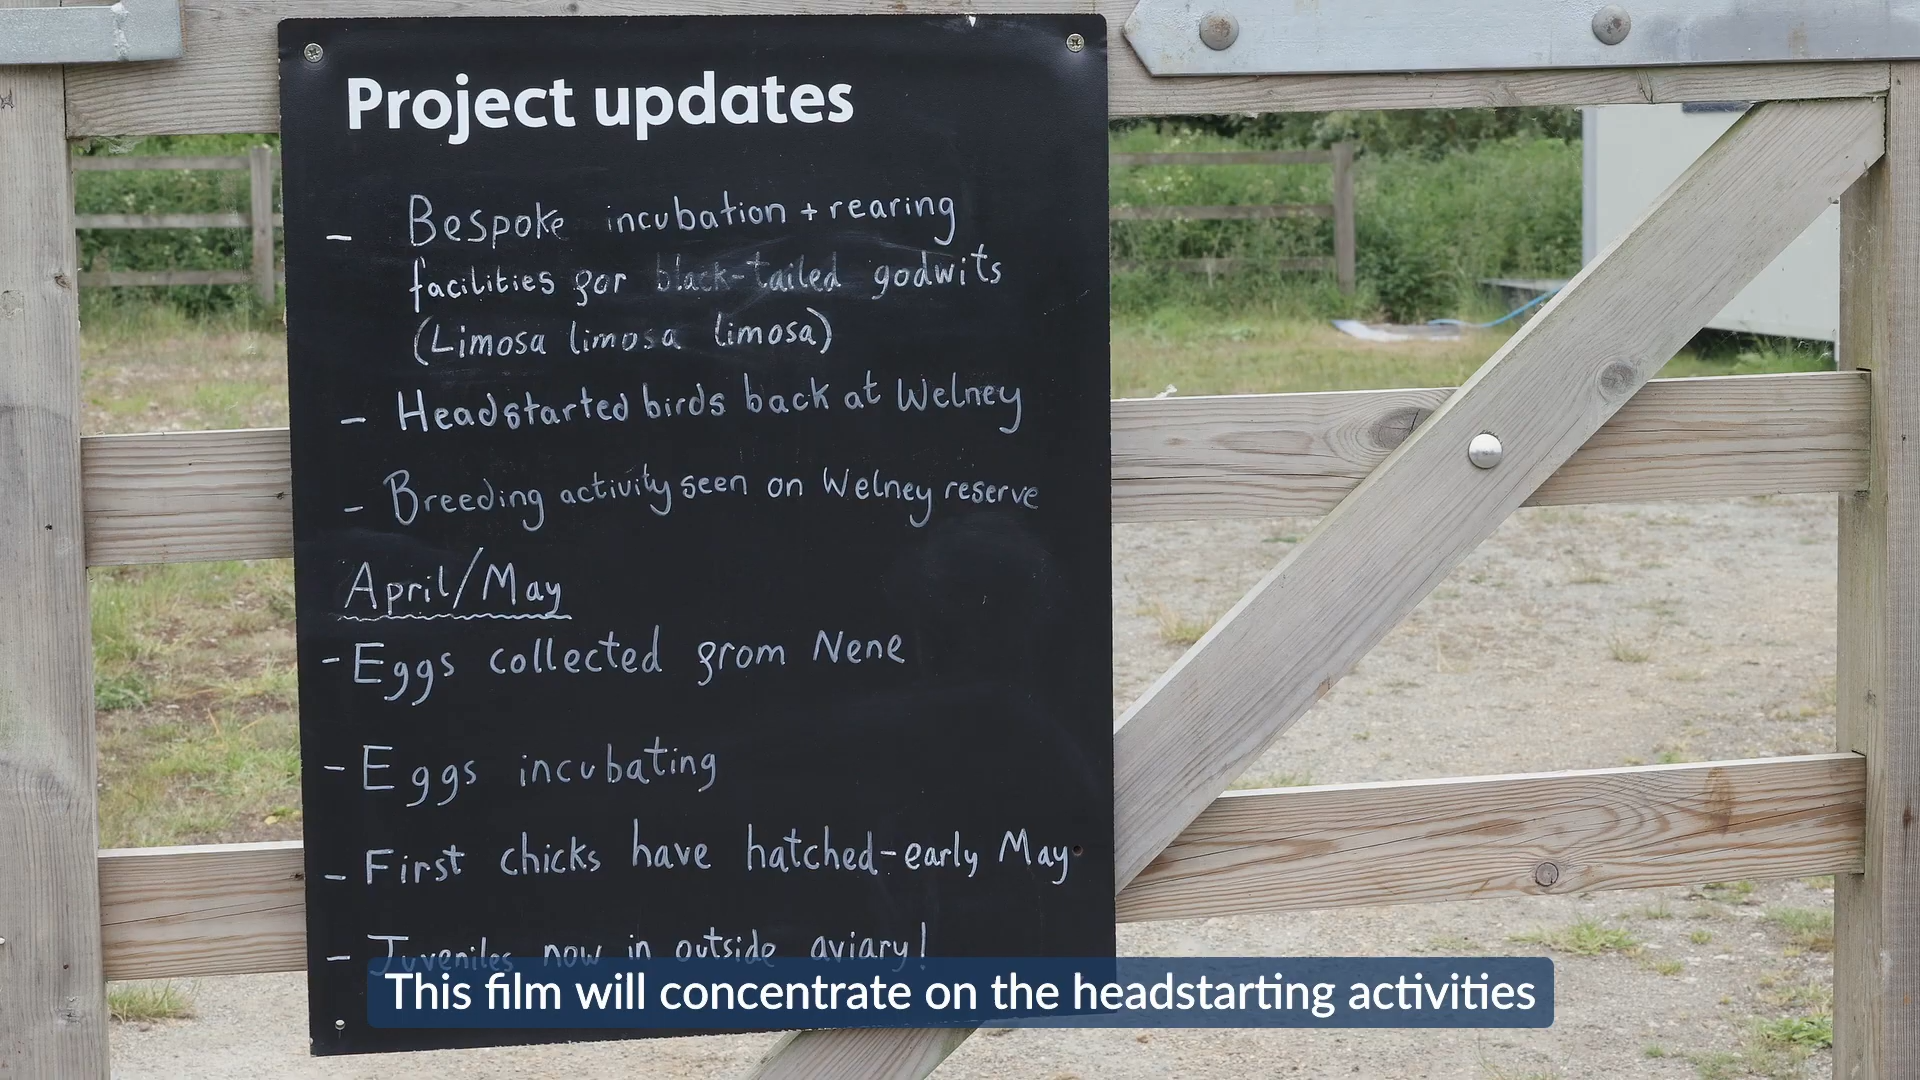 Project updates
- Bespoke incubation + rearing
facilities for black-tailed godwits
(Limosa limosa limosa)
- Headstarted birds back at Welney
- Breeding activity seen on Welney reserve
April/May
- Eggs collected from Nene
- Eggs incubating
- First chicks have hatched - early May
- Juveniles now in outside aviary!
This film will concentrate on the headstarting activities